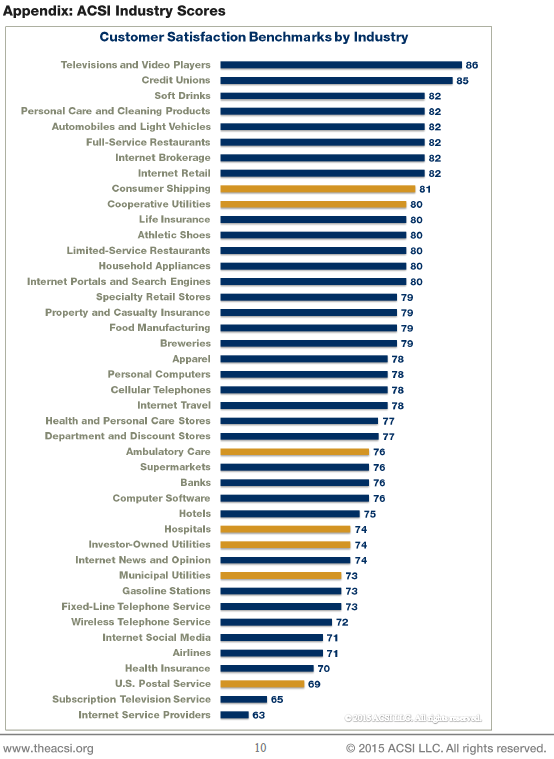 Appendix: ACSI Industry Scores
Customer Satisfaction Benchmarks by Industry
Televisions and Video Players 86
Credit Unions 85
Soft Drinks 82
Personal Care and Cleaning Products 82
Automobiles and Light Vehicles 82
Full-Service Restaurants 82
Internet Brokerage 82
Internet Retail 82
Consumer Shipping 81
Cooperative Utilities 80
Life Insurance 80
Athletic Shoes 80
Limited-Service Restaurants 80
Household Appliances 80
Internet Portals and Search Engines 80
Specialty Retail Stores 79
Property and Casualty Insurance 79
Food Manufacturing 79
Breweries 79
Apparel 78
Personal Computers 78
Cellular Telephones 78
Internet Travel 78
Health and Personal Care Stores 77
Department and Discount Stores 77
Ambulatory Care 76
Supermarkets 76
Banks 76
Computer Software 76
Hotels 75
Hospitals 74
Investor-Owned Utilities 74
Internet News and Opinion 74
Municipal Utilities 73
Gasoline Stations 73
Fixed-Line Telephone Service 73
Wireless Telephone Service 72
Internet Social Media 71
Airlines 71
Health Insurance 70
U.S. Postal Service 69
Subscription Television Service 65
Internet Service Providers 63
© 2015 ACSI LLC. All rights reserved.
www.theacsi.org 10 © 2015 ACSI LLC. All rights reserved.